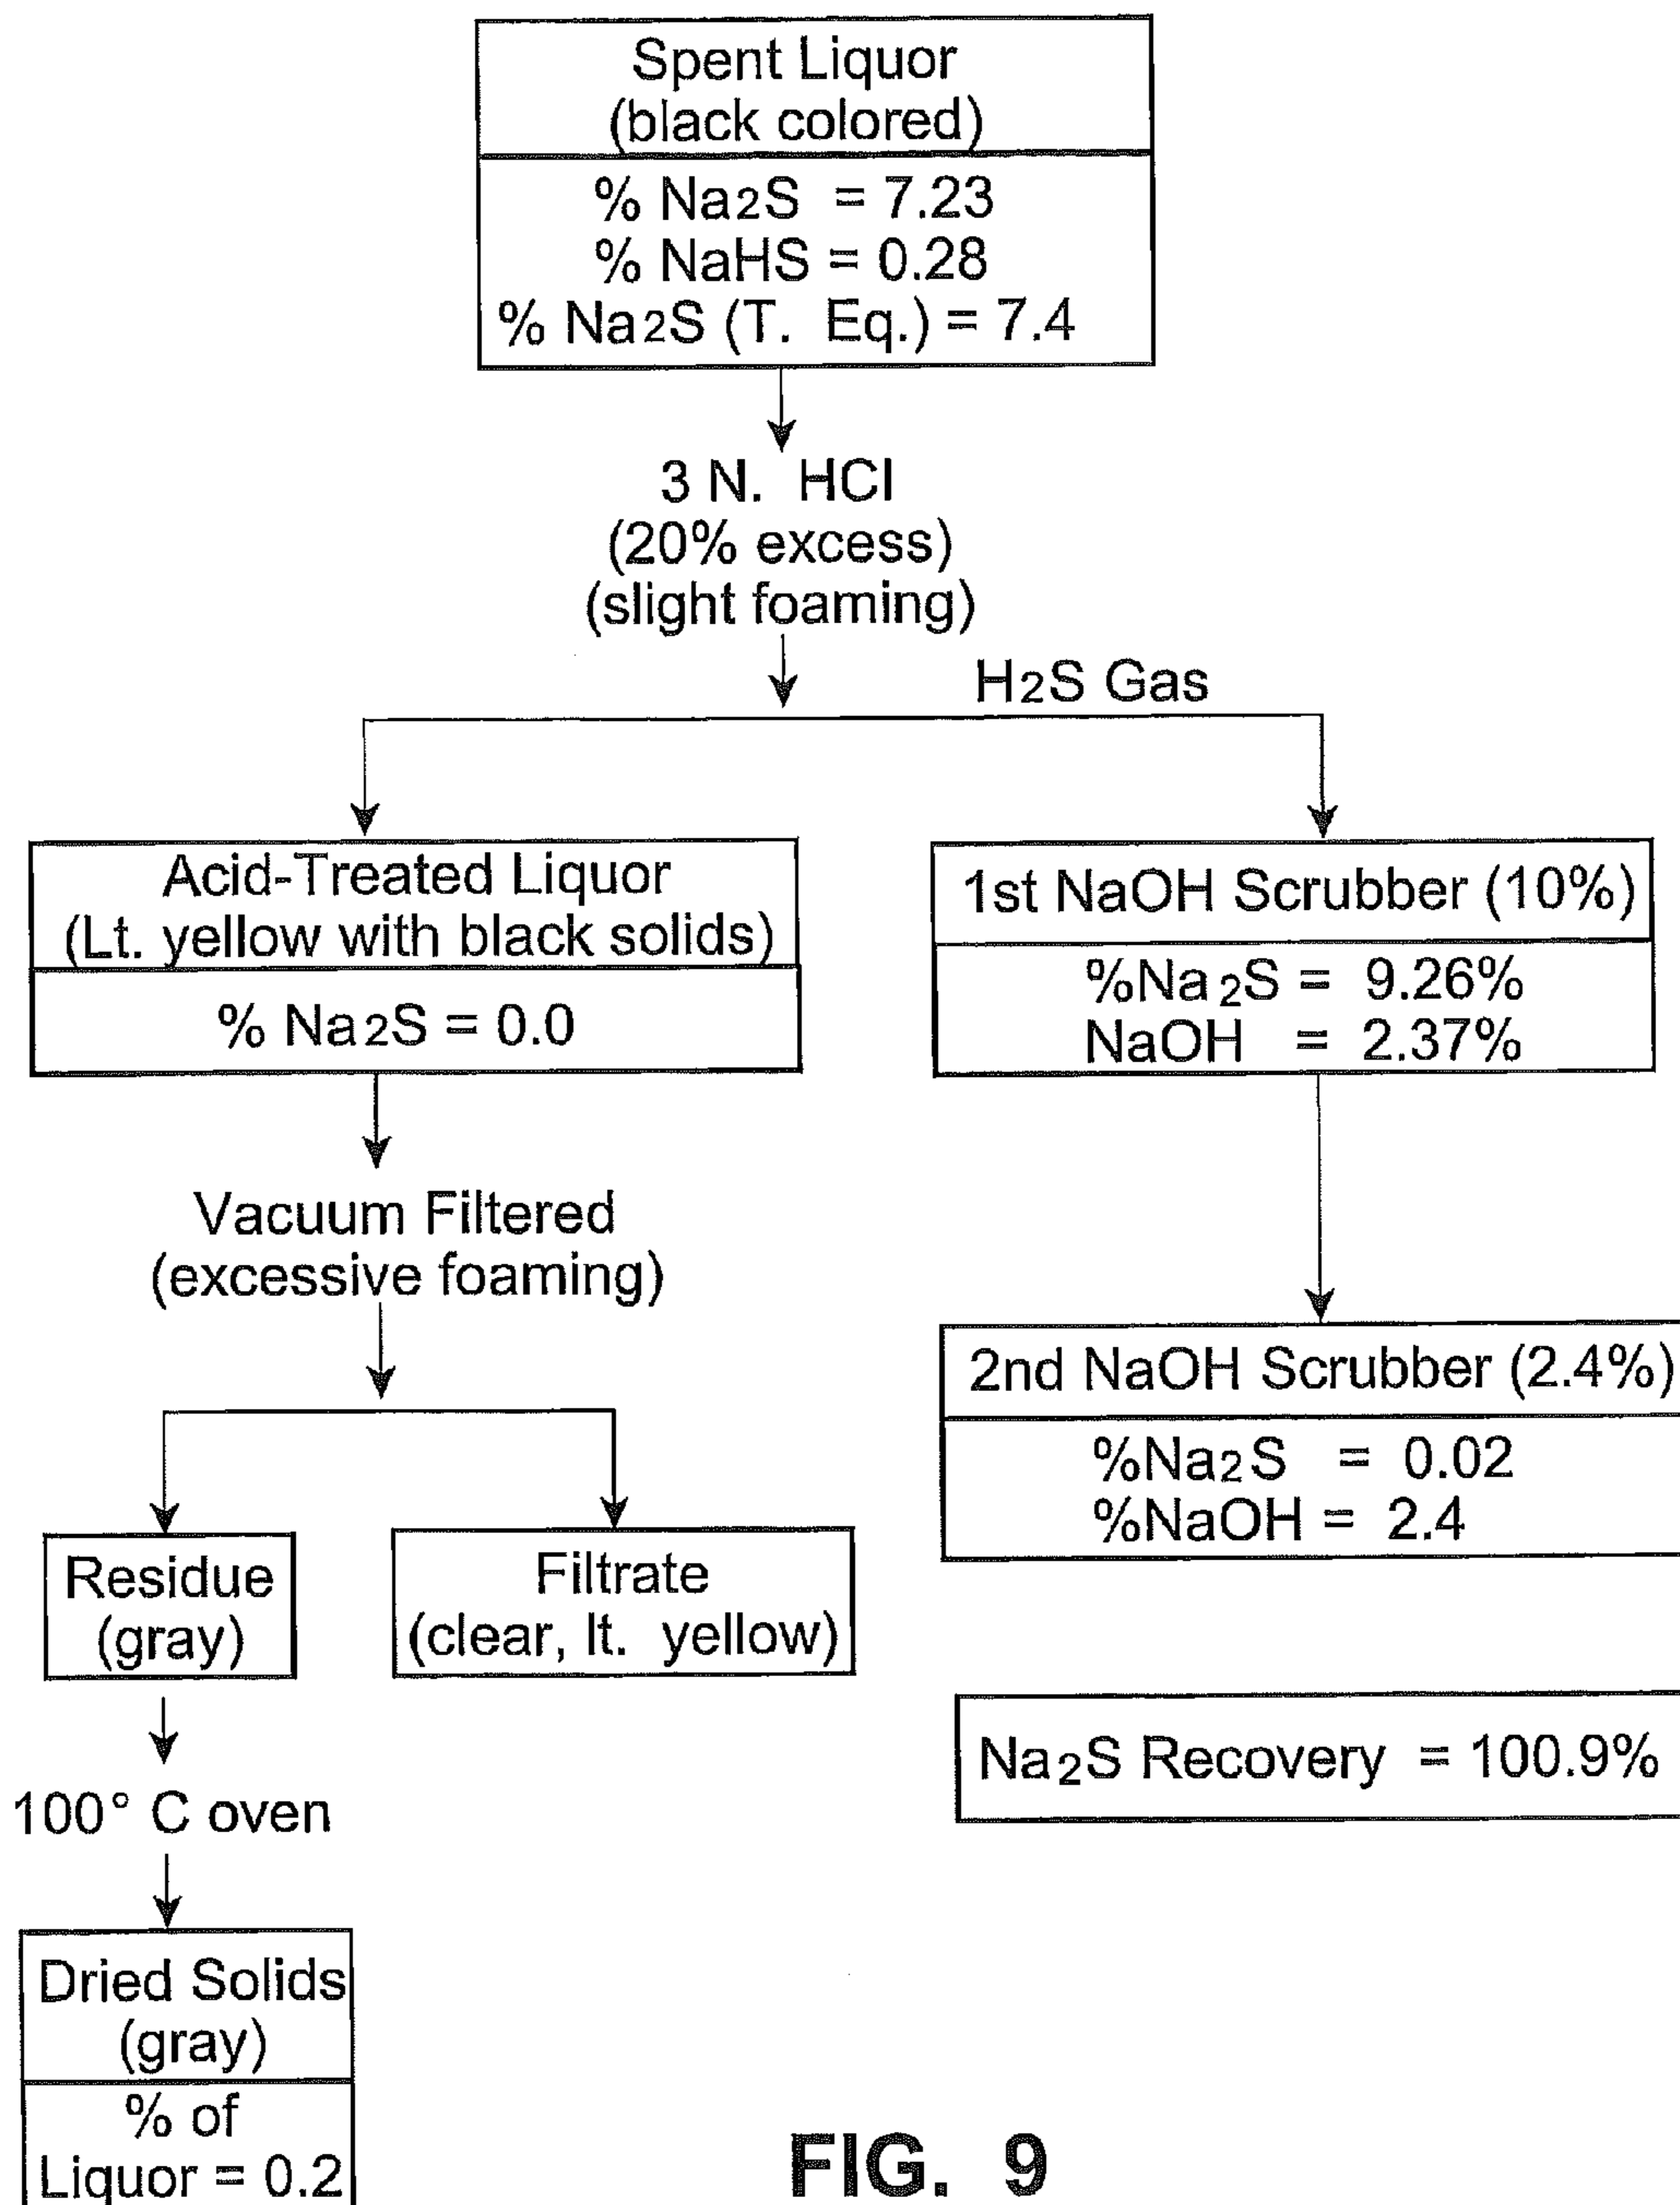 Spent Liquor
(black colored)
% Na2S = 7.23
% NaHS = 0.28
% Na2S (T. Eq.) = 7.4
3 N. HCl
(20% excess)
(slight foaming)
H2S Gas
Acid-Treated Liquor
(Lt. yellow with black solids)
% Na2S = 0.0
1st NaOH Scrubber (10%)
%Na2S = 9.26%
NaOH = 2.37%
Vacuum Filtered
(excessive foaming)
2nd NaOH Scrubber (2.4%)
%Na2S = 0.02
%NaOH = 2.4
Residue
(gray)
Filtrate
(clear, lt. yellow)
Na2S Recovery = 100.9%
100° C oven
Dried Solids
(gray)
% of
Liquor = 0.2
FIG. 9